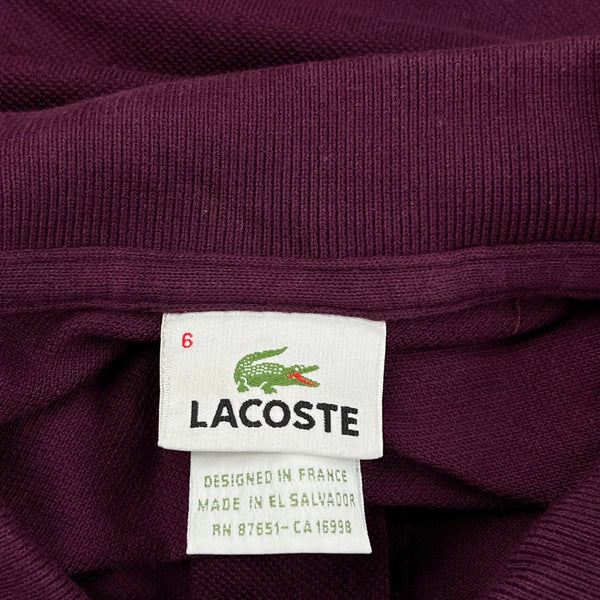 6
LACOSTE
DESIGNED IN FRANCE
MADE IN EL SALVADOR
RN 87651-CA 16998